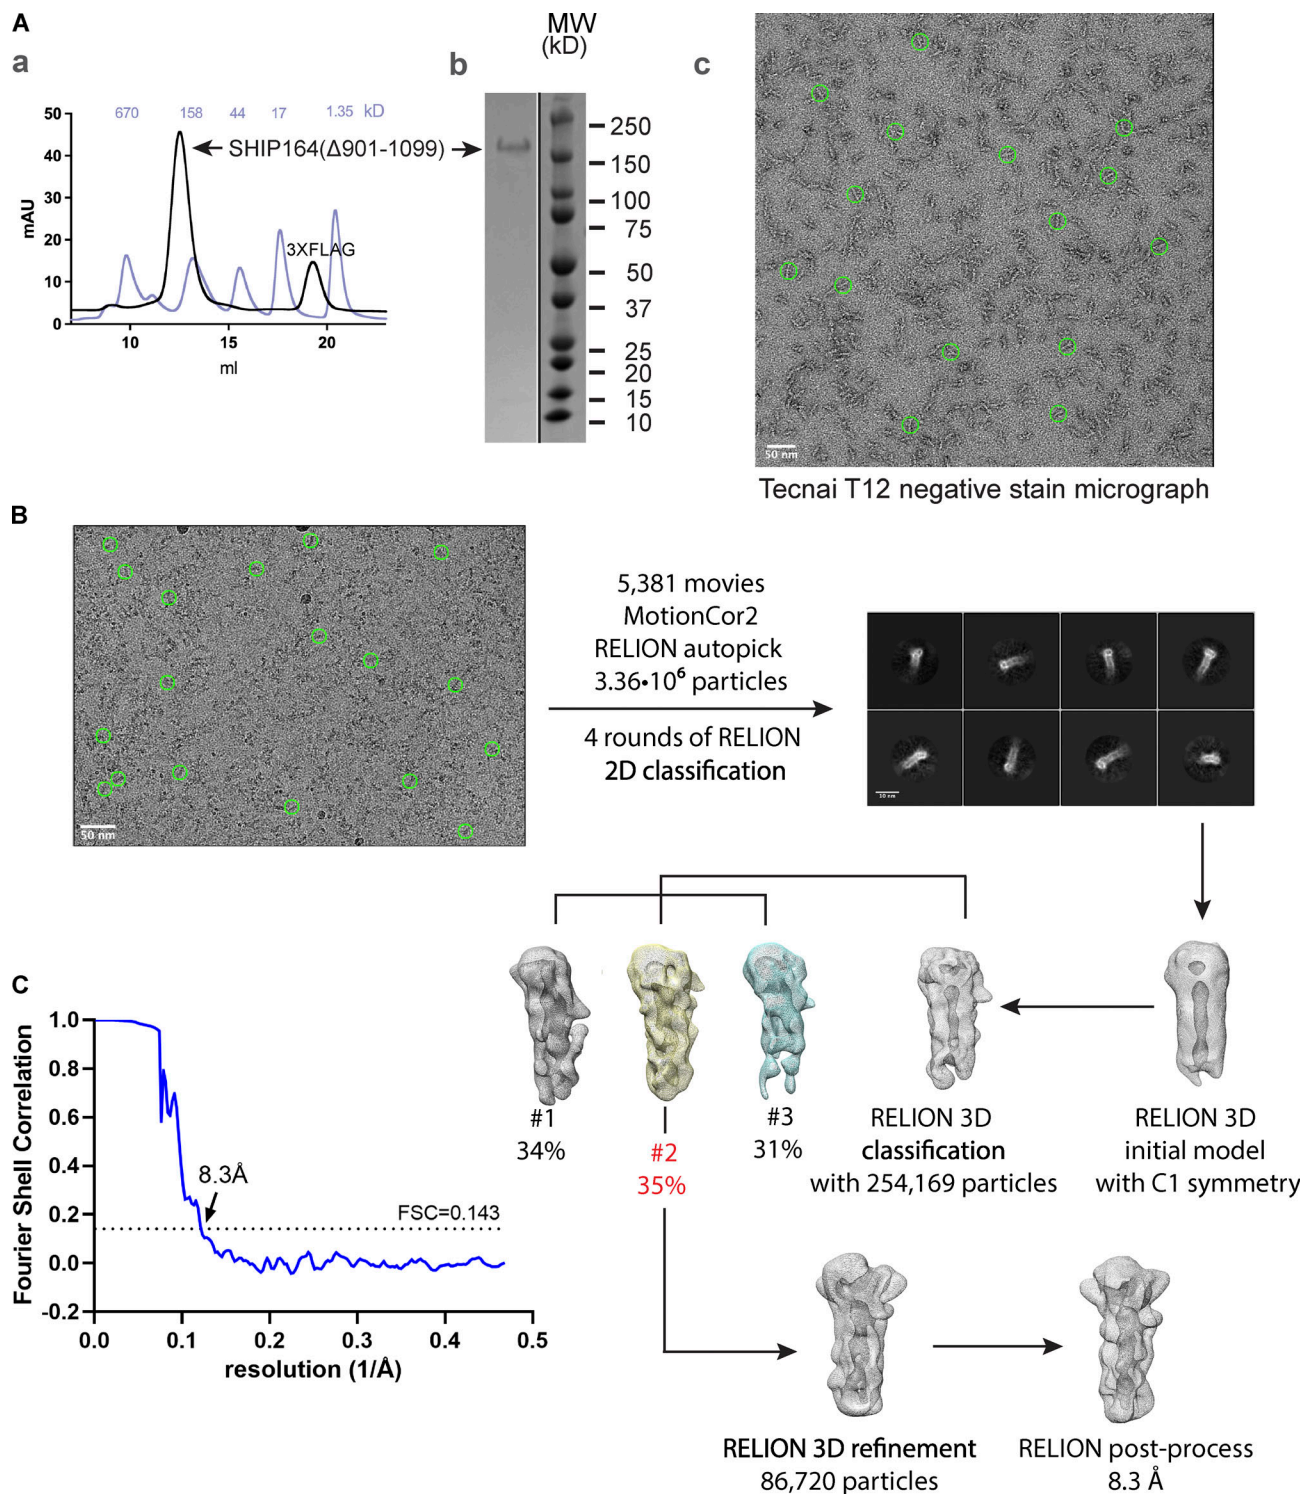 A
a
b
MW
(kD)
c
670 158 44 17 1.35 kD
50
40
30
20
10
0
mAU
SHIP164(Δ901-1099)
3XFLAG
10 15 20
ml
250
150
100
75
50
37
25
20
15
10
50 nm
Tecnai T12 negative stain micrograph
B
50 nm
5,381 movies
MotionCor2
RELION autopick
3.36•10⁶ particles
4 rounds of RELION
2D classification
10 nm
#1
34%
#2
35%
#3
31%
RELION 3D
classification
with 254,169 particles
RELION 3D
initial model
with C1 symmetry
C
1.0
0.8
0.6
0.4
0.2
0.0
-0.2
Fourier Shell Correlation
8.3Å
FSC=0.143
0.0 0.1 0.2 0.3 0.4 0.5
resolution (1/Å)
RELION 3D refinement
86,720 particles
RELION post-process
8.3 Å